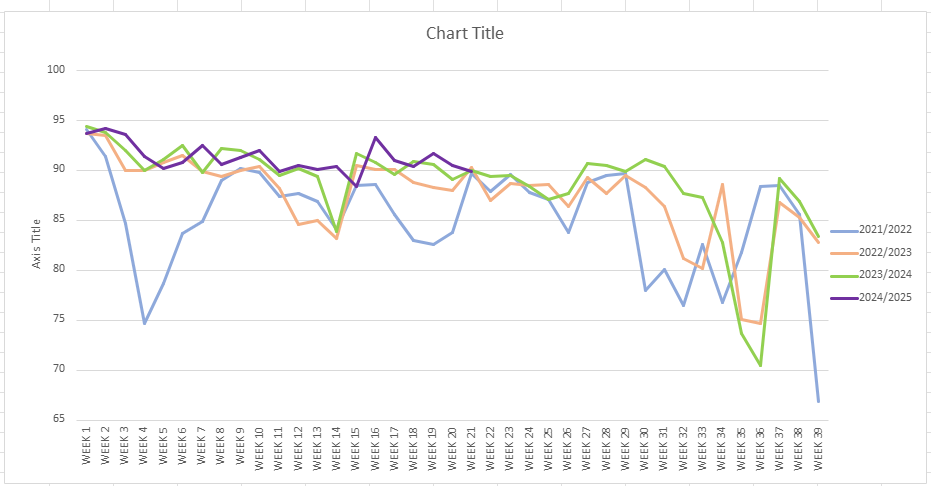 Chart Title
100
95
90
85
80
75
70
65
Axis Title
WEEK 1
WEEK 2
WEEK 3
WEEK 4
WEEK 5
WEEK 6
WEEK 7
WEEK 8
WEEK 9
WEEK 10
WEEK 11
WEEK 12
WEEK 13
WEEK 14
WEEK 15
WEEK 16
WEEK 17
WEEK 18
WEEK 19
WEEK 20
WEEK 21
WEEK 22
WEEK 23
WEEK 24
WEEK 25
WEEK 26
WEEK 27
WEEK 28
WEEK 29
WEEK 30
WEEK 31
WEEK 32
WEEK 33
WEEK 34
WEEK 35
WEEK 36
WEEK 37
WEEK 38
WEEK 39
2021/2022
2022/2023
2023/2024
2024/2025